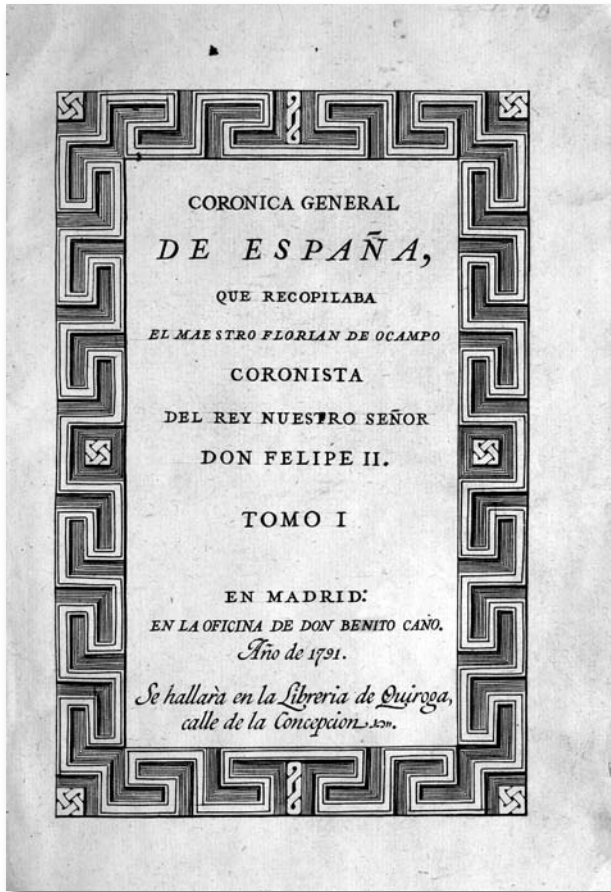 CORONICA GENERAL
DE ESPAÑA,
QUE RECOPILABA
EL MAESTRO FLORIAN DE OCAMPO
CORONISTA
DEL REY NUESTRO SEÑOR
DON FELIPE II.
TOMO I
EN MADRID:
EN LA OFICINA DE DON BENITO CAÑO.
Año de 1791.
Se hallarà en la Libreria de Quiroga,
calle de la Concepcion